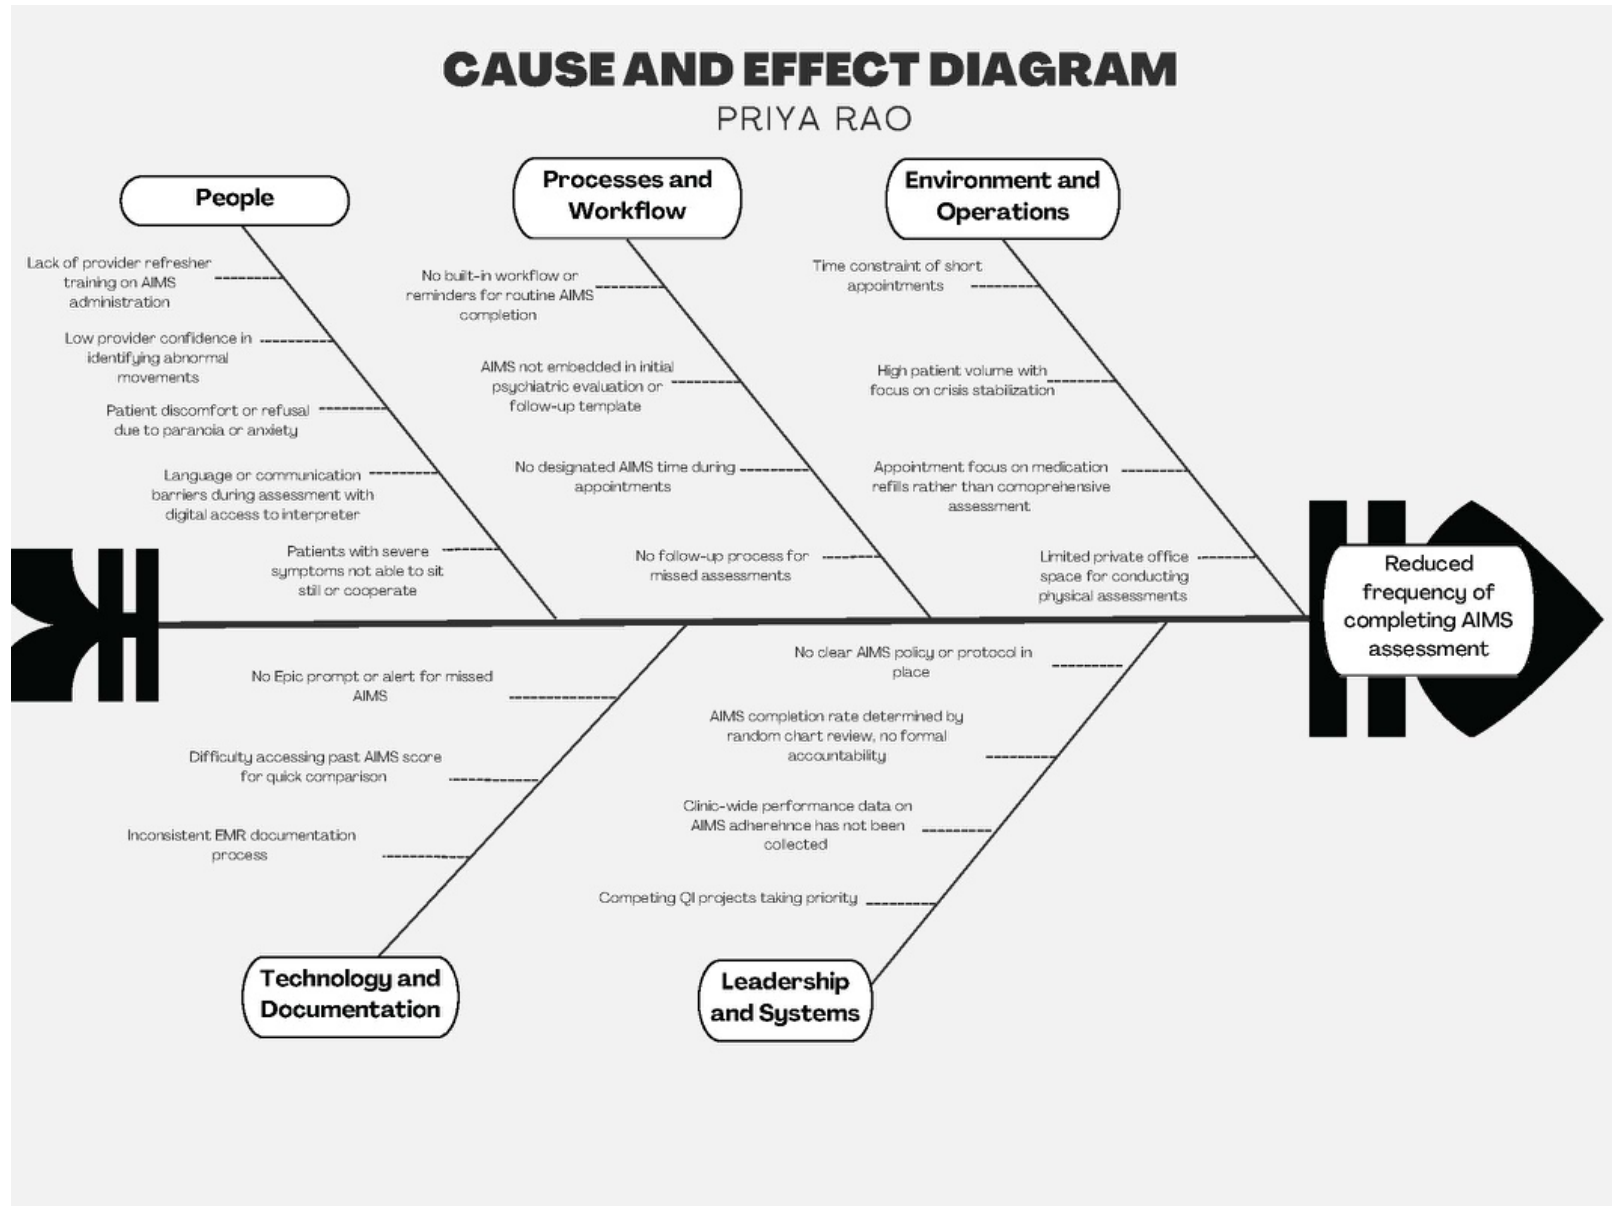 CAUSE AND EFFECT DIAGRAM
PRIYA RAO
People
Lack of provider refresher
training on AIMS
administration
Low provider confidence in
identifying abnormal
movements
Patient discomfort or refusal
due to paranoia or anxiety
Language or communication
barriers during assessment with
digital access to interpreter
Patients with severe
symptoms not able to sit
still or cooperate
Processes and
Workflow
No built-in workflow or
reminders for routine AIMS
completion
AIMS not embedded in initial
psychiatric evaluation or
follow-up template
No designated AIMS time during
appointments
No follow-up process for
missed assessments
Environment and
Operations
Time constraint of short
appointments
High patient volume with
focus on crisis stabilization
Appointment focus on medication
refills rather than comoprehensive
assessment
Limited private office
space for conducting
physical assessments
Reduced
frequency of
completing AIMS
assessment
No Epic prompt or alert for missed
AIMS
Difficulty accessing past AIMS score
for quick comparison
Inconsistent EMR documentation
process
Technology and
Documentation
No clear AIMS policy or protocol in
place
AIMS completion rate determined by
random chart review, no formal
accountability
Clinic-wide performance data on
AIMS adherehnce has not been
collected
Competing QI projects taking priority
Leadership
and Systems